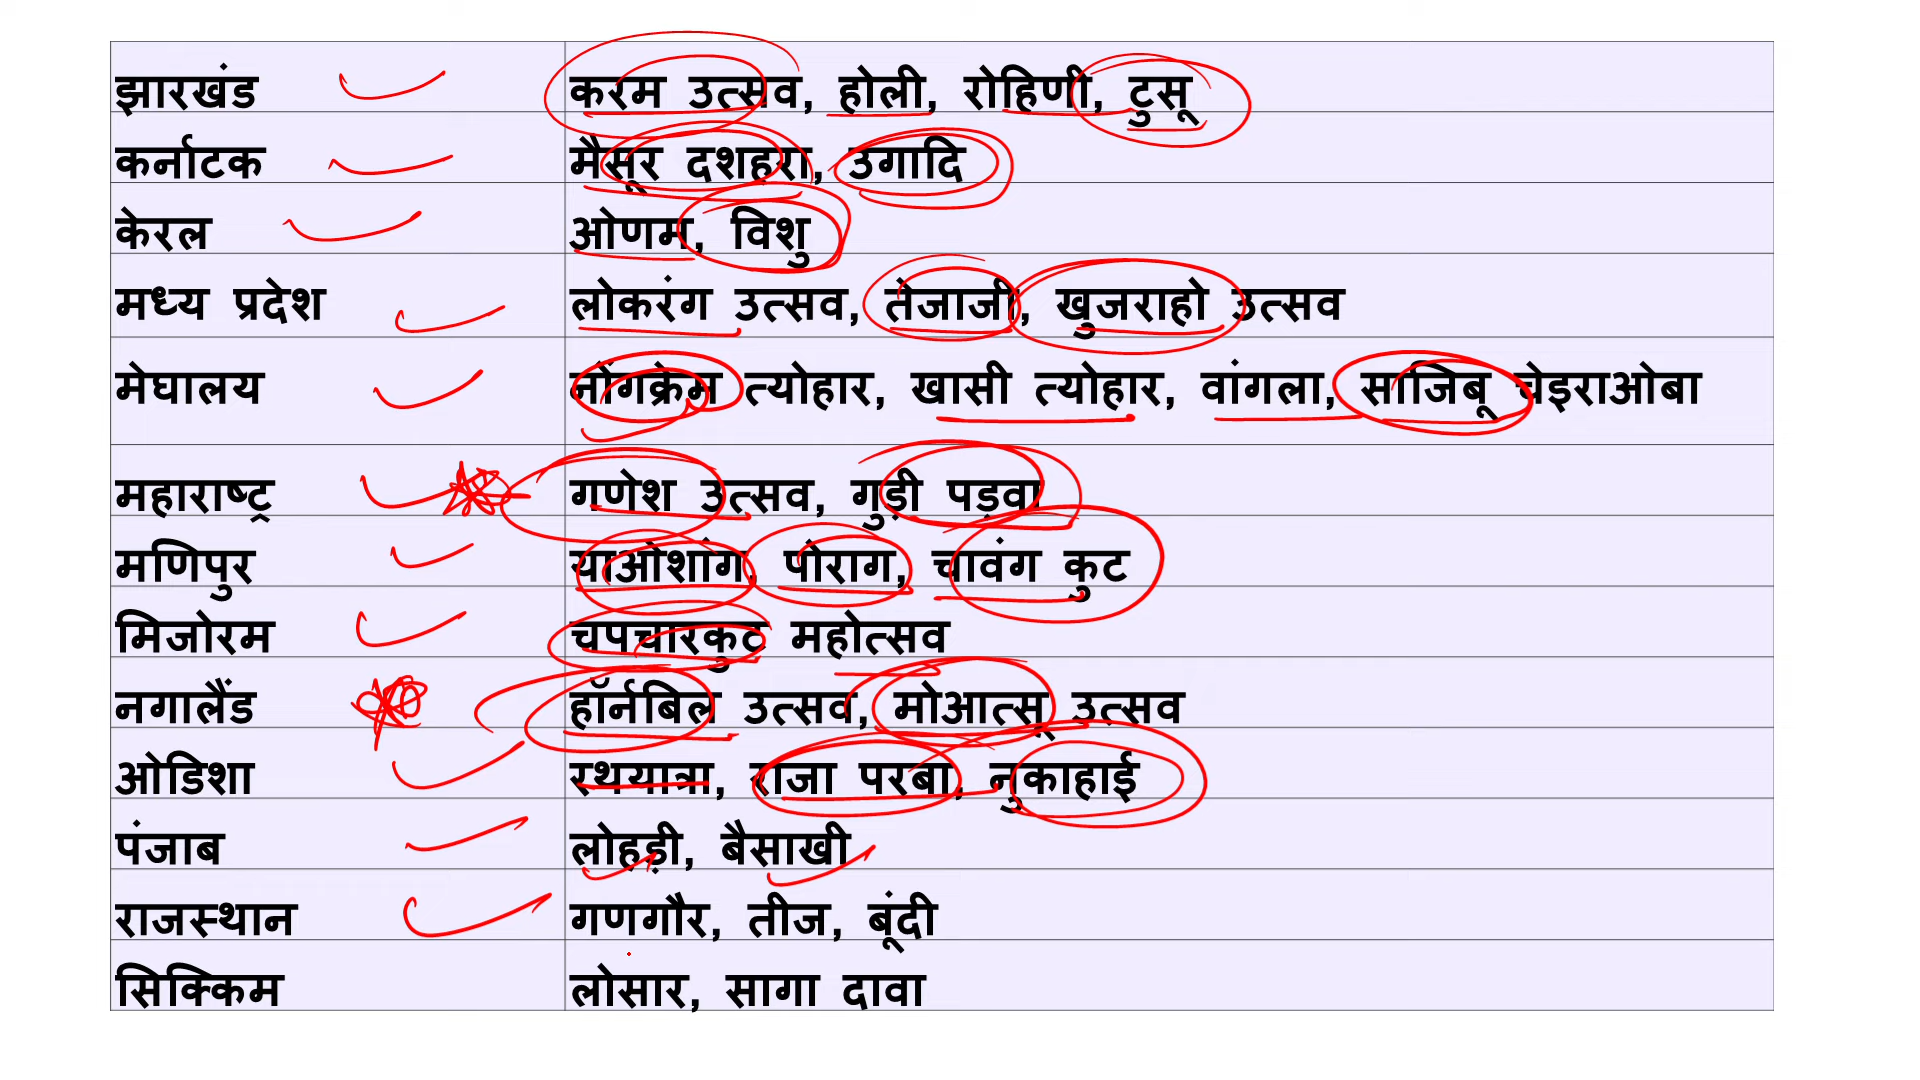 झारखंड करम उत्सव, होली, रोहिणी, टुसू
कर्नाटक मैसूर दशहरा, उगादि
केरल ओणम, विशु
मध्य प्रदेश लोकरंग उत्सव, तेजाजी, खुजराहो उत्सव
मेघालय नोंगक्रेम त्योहार, खासी त्योहार, वांगला, साजिबू चेइराओबा
महाराष्ट्र गणेश उत्सव, गुड़ी पड़वा
मणिपुर याओशांग, पोराग, चावंग कुट
मिजोरम चपचारकुट महोत्सव
नगालैंड हॉर्नबिल उत्सव, मोआत्सू उत्सव
ओडिशा रथयात्रा, राजा परबा, नुकाहाई
पंजाब लोहड़ी, बैसाखी
राजस्थान गणगौर, तीज, बूंदी
सिक्किम लोसार, सागा दावा